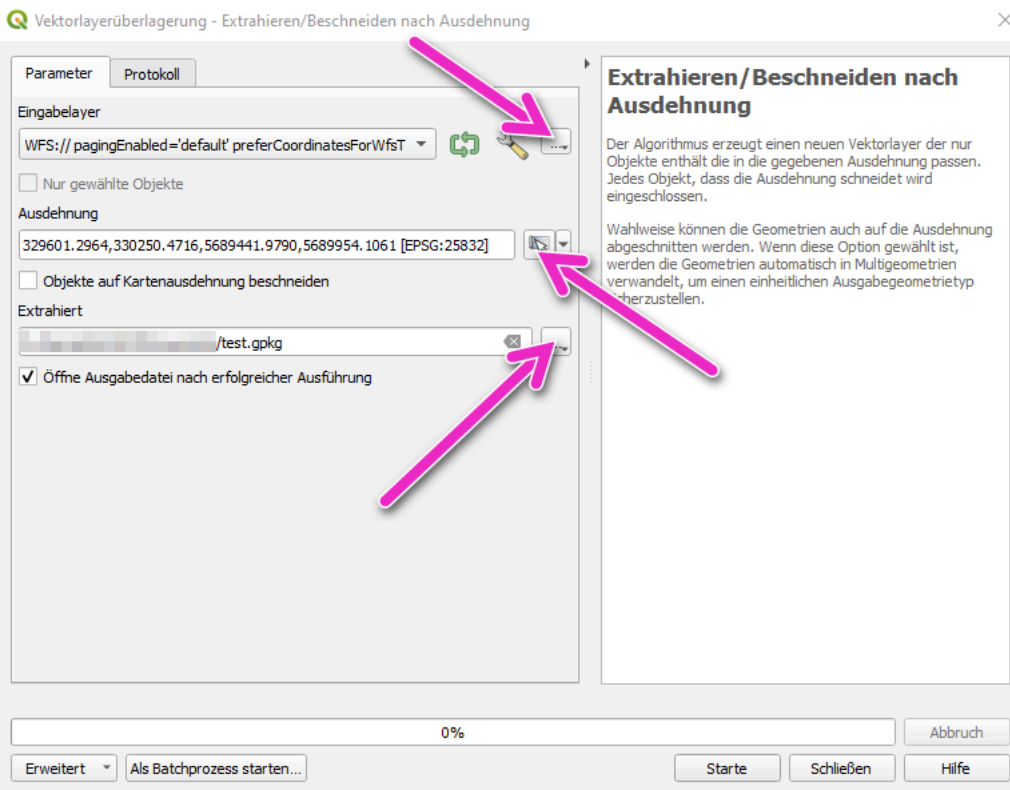 Vektorlayerüberlagerung - Extrahieren/Beschneiden nach Ausdehnung
Parameter
Protokoll
Eingabelayer
WFS:// pagingEnabled='default' preferCoordinatesForWfsT
Nur gewählte Objekte
Ausdehnung
329601.2964,330250.4716,5689441.9790,5689954.1061 [EPSG:25832]
Objekte auf Kartenausdehnung beschneiden
Extrahiert
/test.gpkg
Öffne Ausgabedatei nach erfolgreicher Ausführung
Extrahieren/Beschneiden nach
Ausdehnung
Der Algorithmus erzeugt einen neuen Vektorlayer der nur
Objekte enthält die in die gegebenen Ausdehnung passen.
Jedes Objekt, dass die Ausdehnung schneidet wird
eingeschlossen.
Wahlweise können die Geometrien auch auf die Ausdehnung
abgeschnitten werden. Wenn diese Option gewählt ist,
werden die Geometrien automatisch in Multigeometrien
verwandelt, um einen einheitlichen Ausgabegeometrietyp
sicherzustellen.
0%
Abbruch
Erweitert
Als Batchprozess starten...
Starte
Schließen
Hilfe